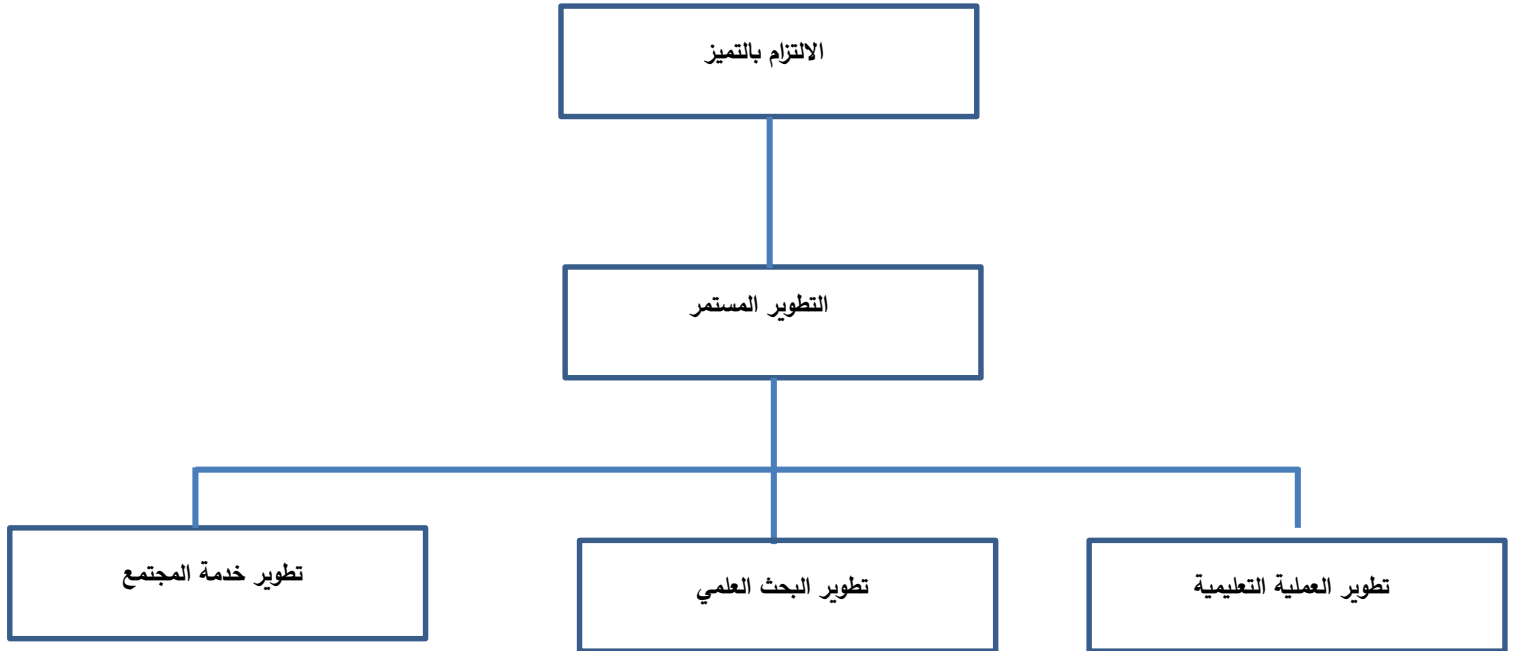 الالتزام بالتميز
التطوير المستمر
تطوير العملية التعليمية
تطوير البحث العلمي
تطوير خدمة المجتمع